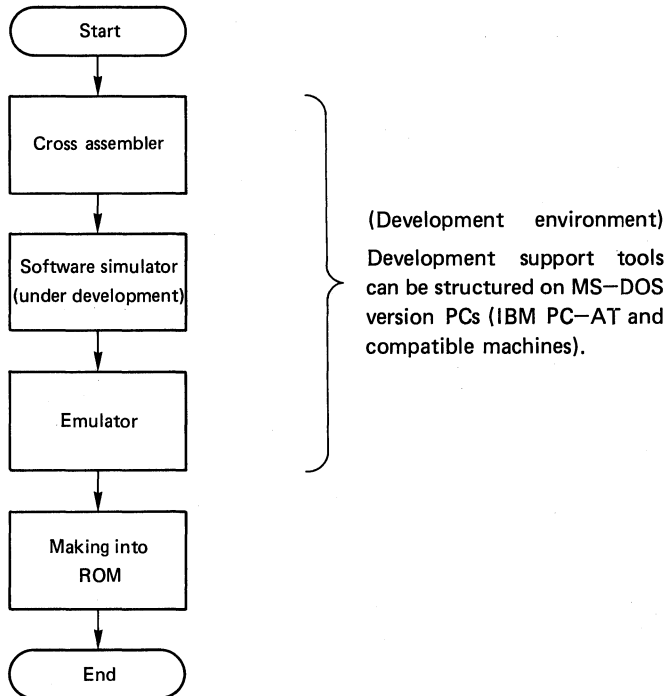 Start
Cross assembler
Software simulator
(under development)
Emulator
Making into
ROM
End
(Development environment)
Development support tools
can be structured on MS—DOS
version PCs (IBM PC—AT and
compatible machines).